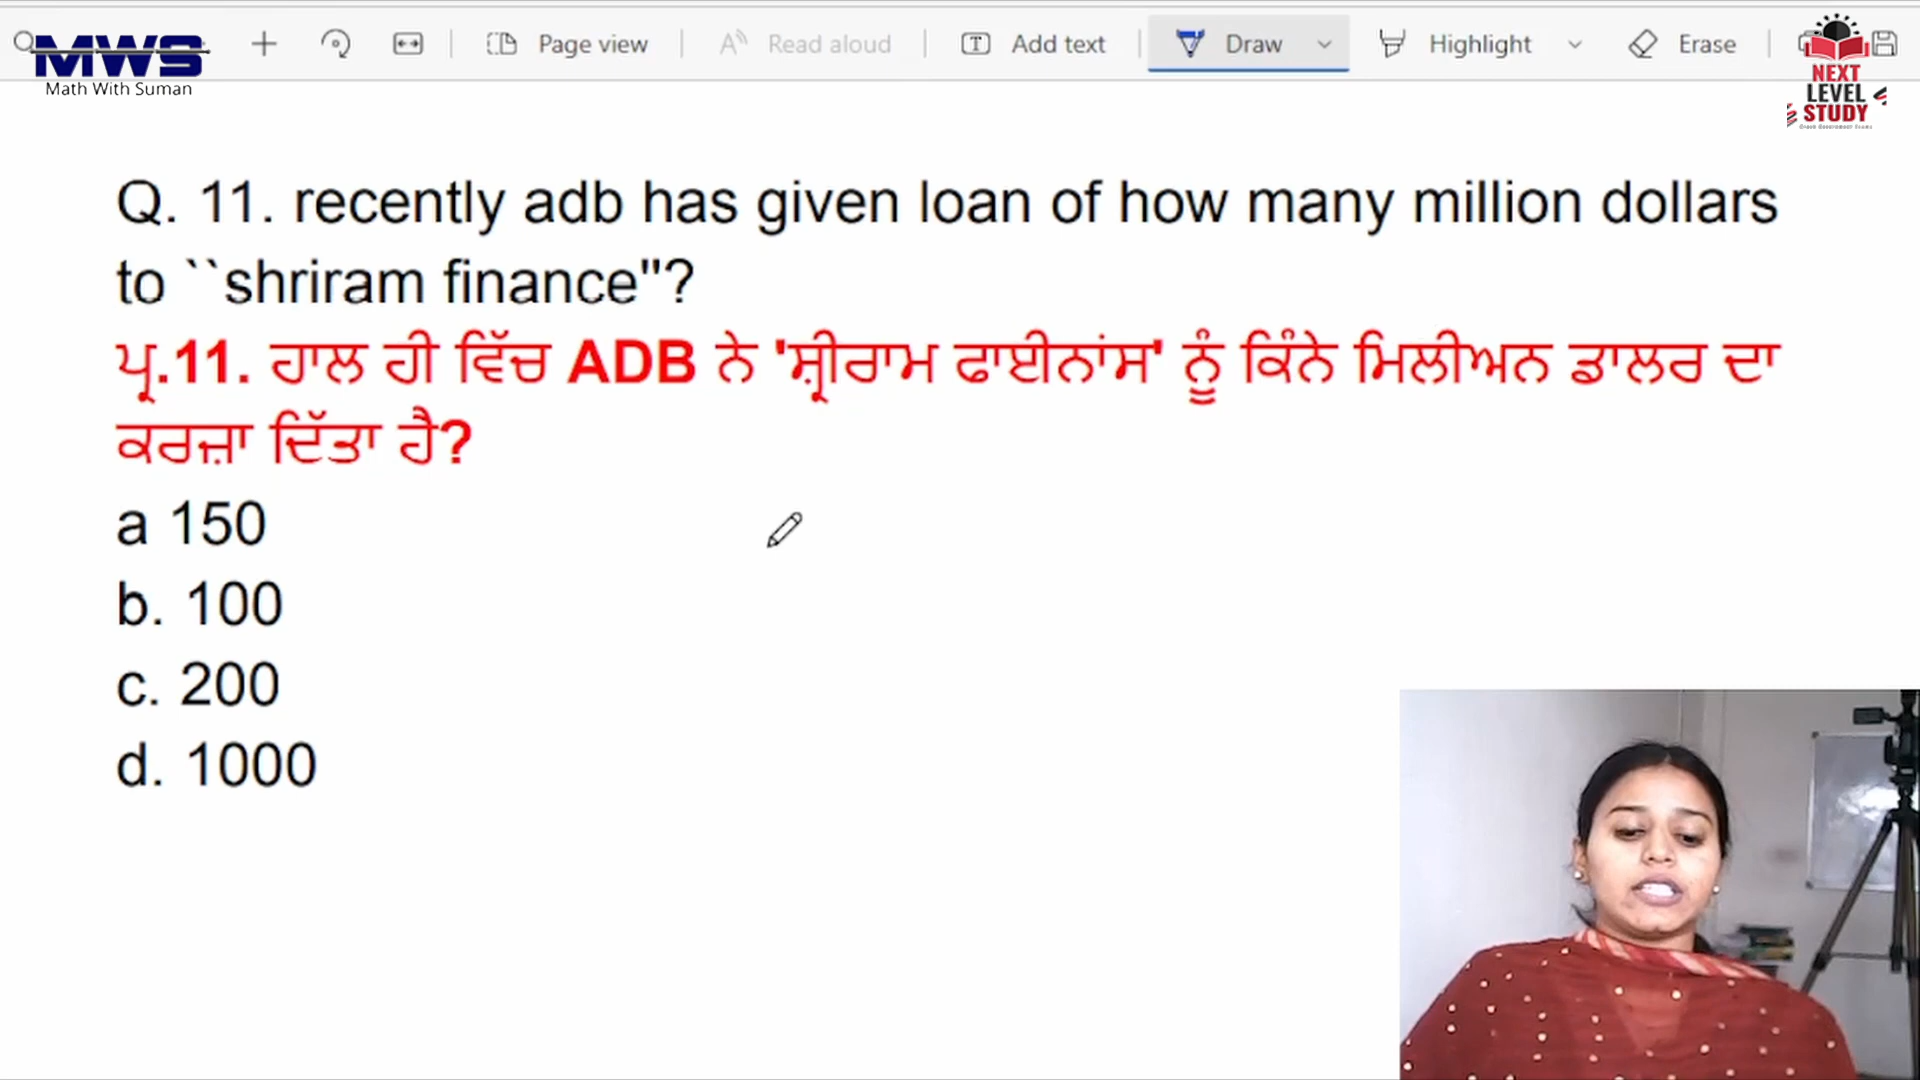 MWS
Math With Suman
Page view
Read aloud
Add text
Draw
Highlight
Erase
NEXT
LEVEL
STUDY
Q. 11. recently adb has given loan of how many million dollars
to ``shriram finance"?
ਪ੍ਰ.11. ਹਾਲ ਹੀ ਵਿੱਚ ADB ਨੇ 'ਸ਼੍ਰੀਰਾਮ ਫਾਈਨਾਂਸ' ਨੂੰ ਕਿੰਨੇ ਮਿਲੀਅਨ ਡਾਲਰ ਦਾ
ਕਰਜ਼ਾ ਦਿੱਤਾ ਹੈ?
a 150
b. 100
c. 200
d. 1000